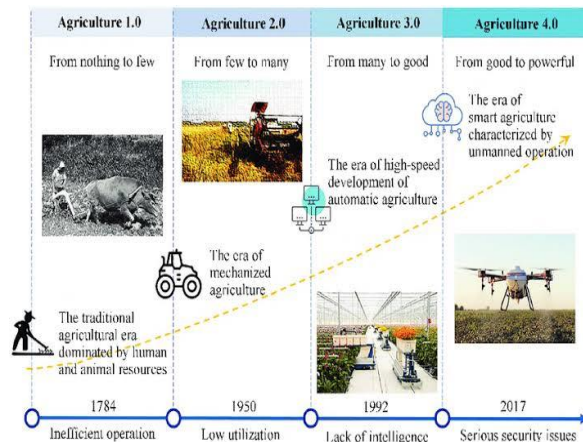 Agriculture 1.0
Agriculture 2.0
Agriculture 3.0
Agriculture 4.0
From nothing to few
From few to many
From many to good
From good to powerful
The era of
smart agriculture
characterized by
unmanned operation
The era of high-speed
development of
automatic agriculture
The era of
mechanized
agriculture
The traditional
agricultural era
dominated by human
and animal resources
1784
1950
1992
2017
Inefficient operation
Low utilization
Lack of intelligence
Serious security issues